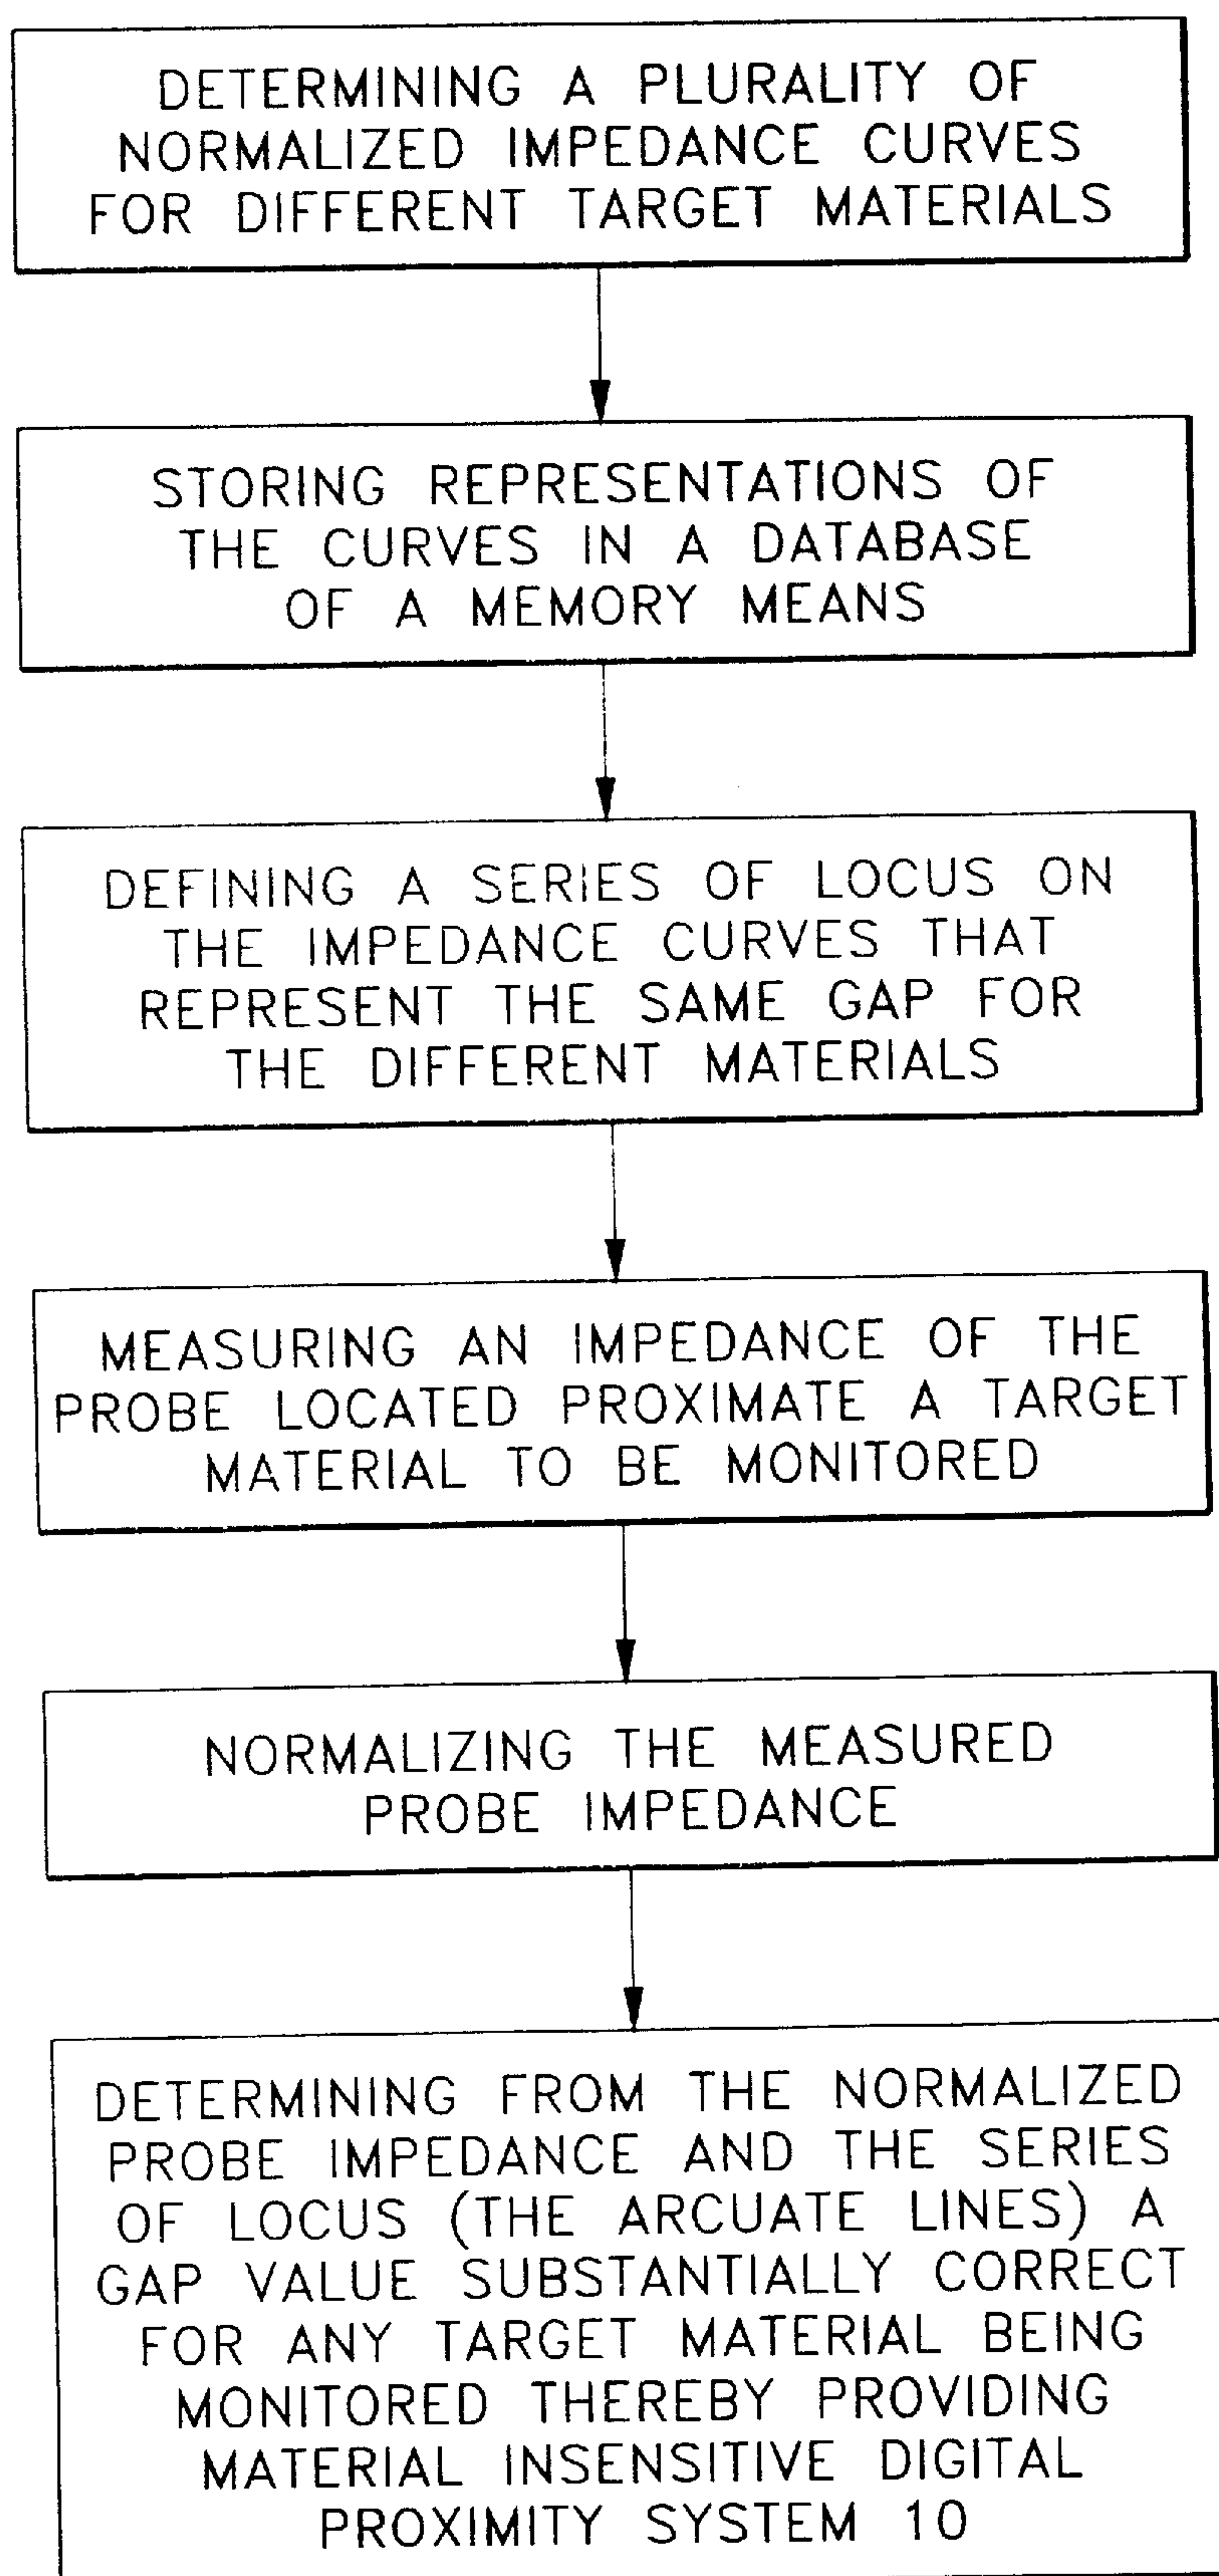 DETERMINING A PLURALITY OF
NORMALIZED IMPEDANCE CURVES
FOR DIFFERENT TARGET MATERIALS
STORING REPRESENTATIONS OF
THE CURVES IN A DATABASE
OF A MEMORY MEANS
DEFINING A SERIES OF LOCUS ON
THE IMPEDANCE CURVES THAT
REPRESENT THE SAME GAP FOR
THE DIFFERENT MATERIALS
MEASURING AN IMPEDANCE OF THE
PROBE LOCATED PROXIMATE A TARGET
MATERIAL TO BE MONITORED
NORMALIZING THE MEASURED
PROBE IMPEDANCE
DETERMINING FROM THE NORMALIZED
PROBE IMPEDANCE AND THE SERIES
OF LOCUS (THE ARCUATE LINES) A
GAP VALUE SUBSTANTIALLY CORRECT
FOR ANY TARGET MATERIAL BEING
MONITORED THEREBY PROVIDING
MATERIAL INSENSITIVE DIGITAL
PROXIMITY SYSTEM 10